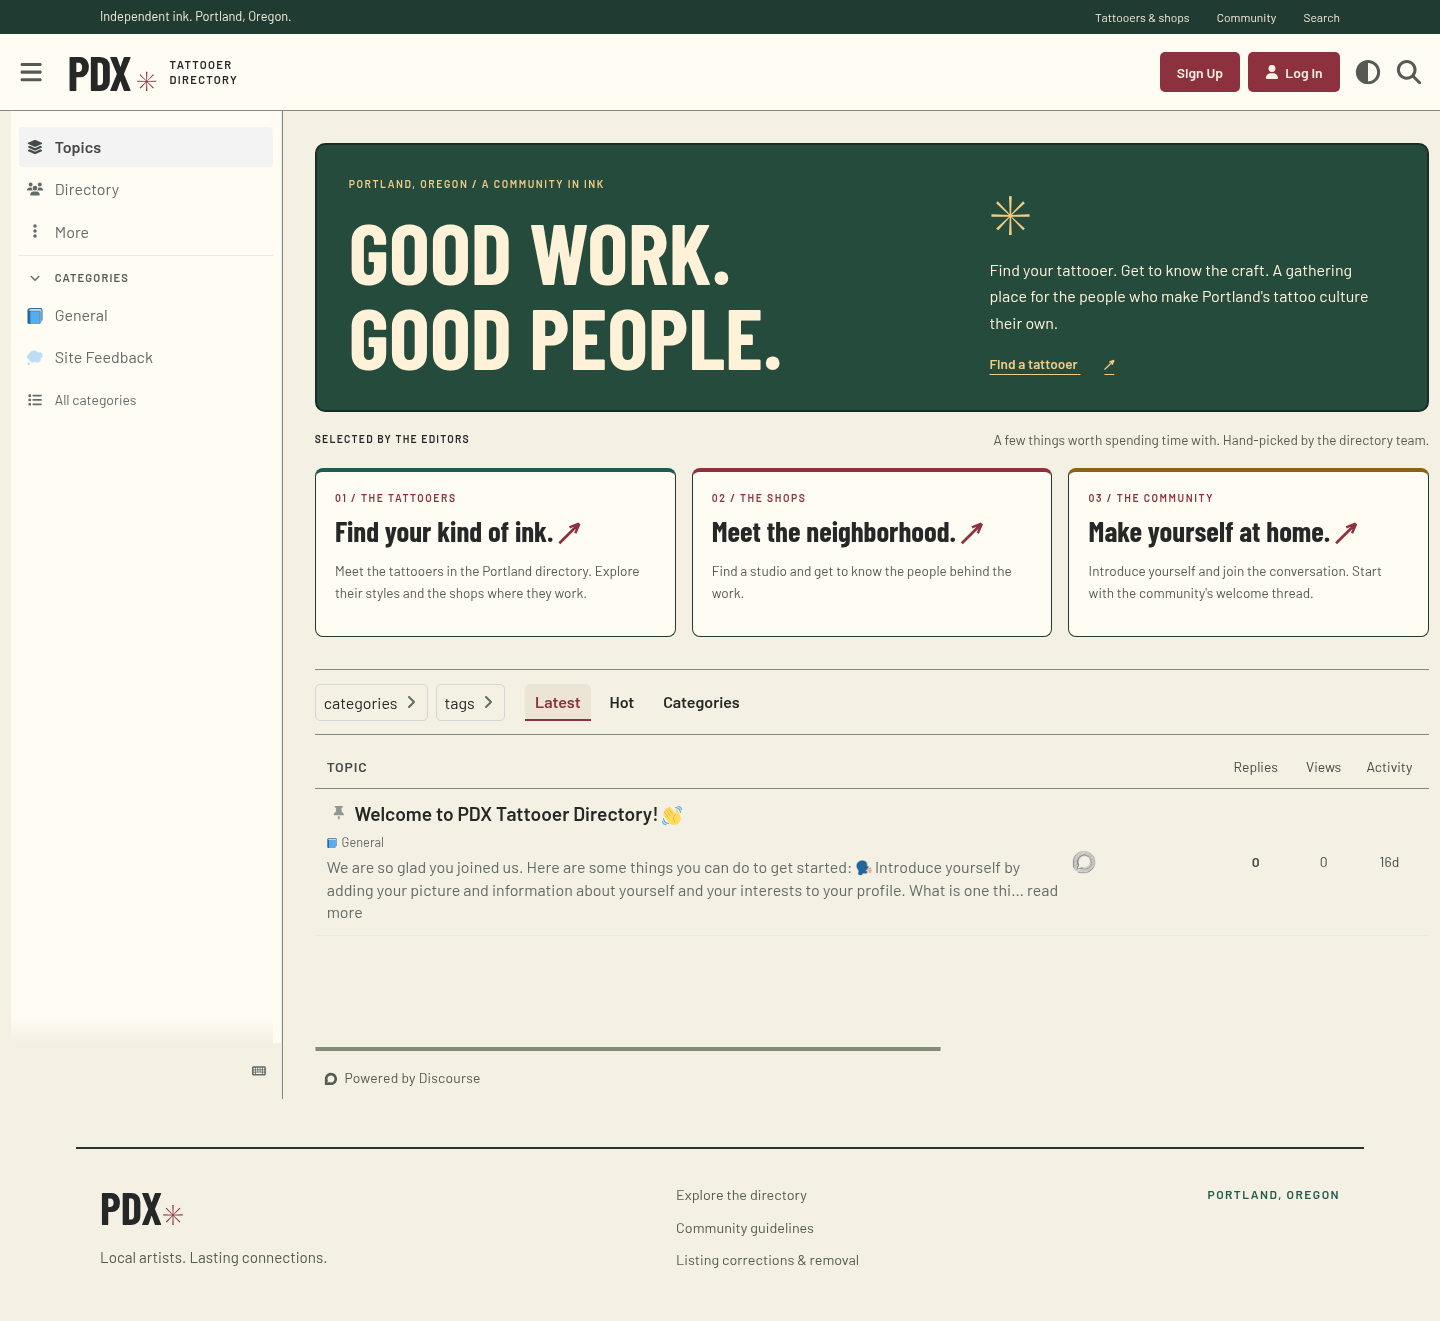 Independent ink. Portland, Oregon.
Tattooers & shops
Community
Search
PDX
TATTOOER
DIRECTORY
Sign Up
Log In
Topics
Directory
More
CATEGORIES
General
Site Feedback
All categories
PORTLAND, OREGON / A COMMUNITY IN INK
GOOD WORK.
GOOD PEOPLE.
Find your tattooer. Get to know the craft. A gathering
place for the people who make Portland's tattoo culture
their own.
Find a tattooer
SELECTED BY THE EDITORS
A few things worth spending time with. Hand-picked by the directory team.
01 / THE TATTOOERS
Find your kind of ink.
Meet the tattooers in the Portland directory. Explore
their styles and the shops where they work.
02 / THE SHOPS
Meet the neighborhood.
Find a studio and get to know the people behind the
work.
03 / THE COMMUNITY
Make yourself at home.
Introduce yourself and join the conversation. Start
with the community's welcome thread.
categories
tags
Latest
Hot
Categories
TOPIC
Replies
Views
Activity
Welcome to PDX Tattooer Directory! 👋
General
We are so glad you joined us. Here are some things you can do to get started: 🗣 Introduce yourself by
adding your picture and information about yourself and your interests to your profile. What is one thi… read
more
0
0
16d
Powered by Discourse
PDX
Local artists. Lasting connections.
Explore the directory
Community guidelines
Listing corrections & removal
PORTLAND, OREGON